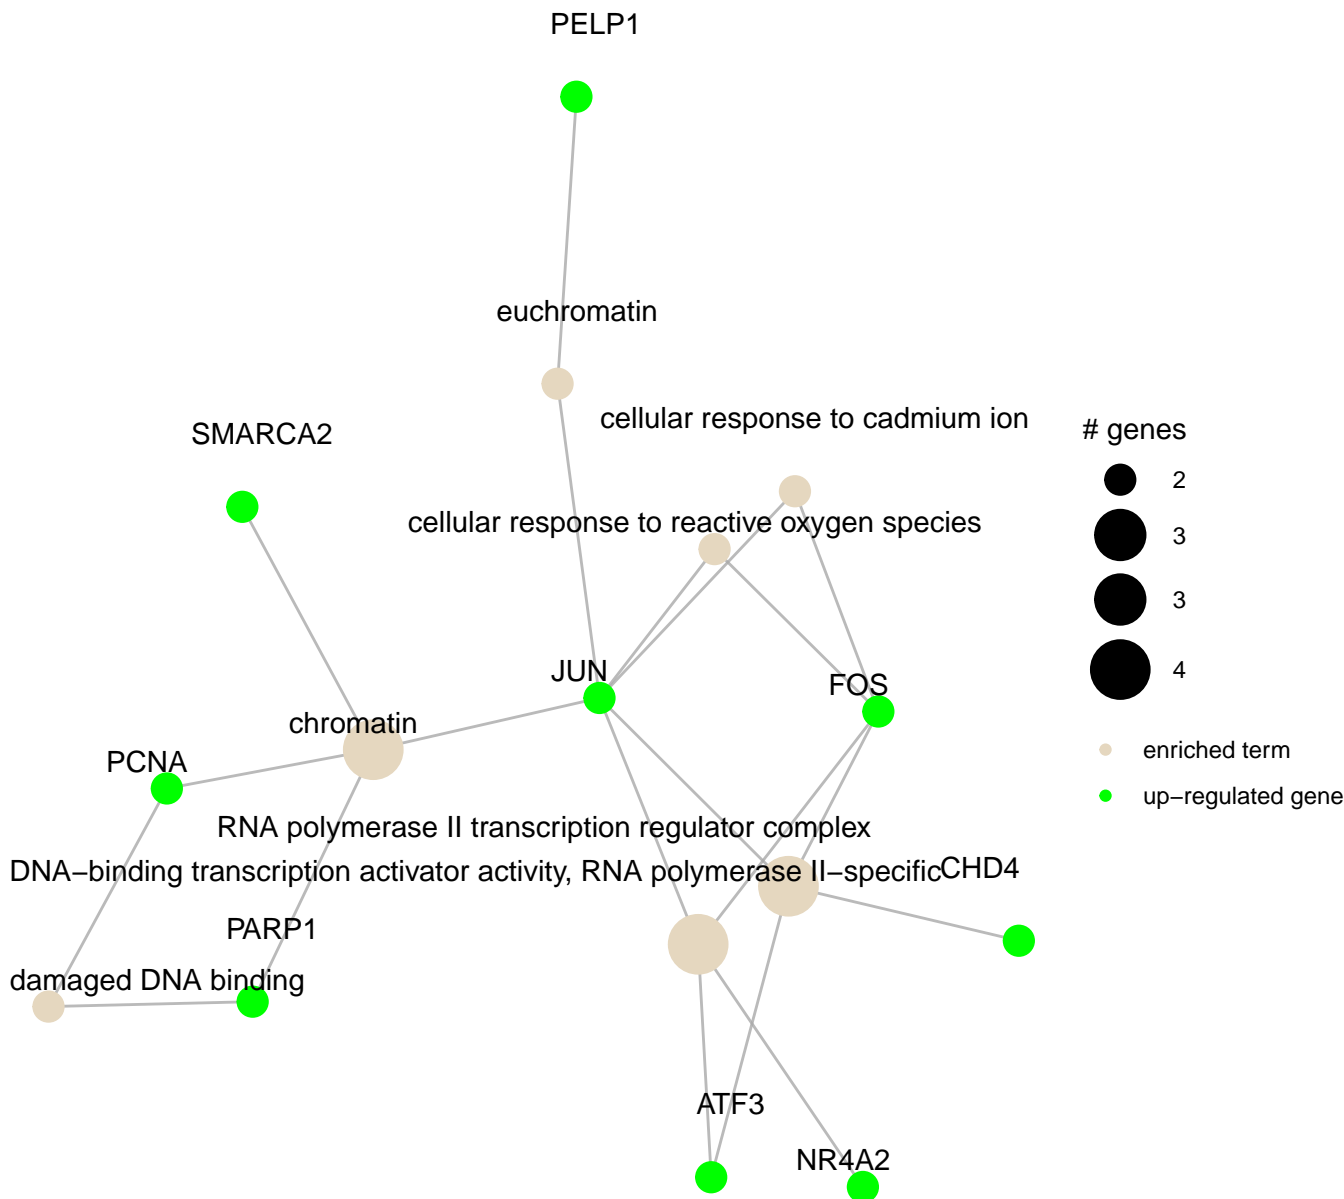 PELP1
euchromatin
cellular response to cadmium ion
SMARCA2
# genes
2
cellular response to reactive oxygen species
3
3
JUN
FOS
4
chromatin
enriched term
PCNA
up−regulated gene
RNA polymerase II transcription regulator complex
DNA−binding transcription activator activity, RNA polymerase II−specific
CHD4
PARP1
damaged DNA binding
ATF3
NR4A2